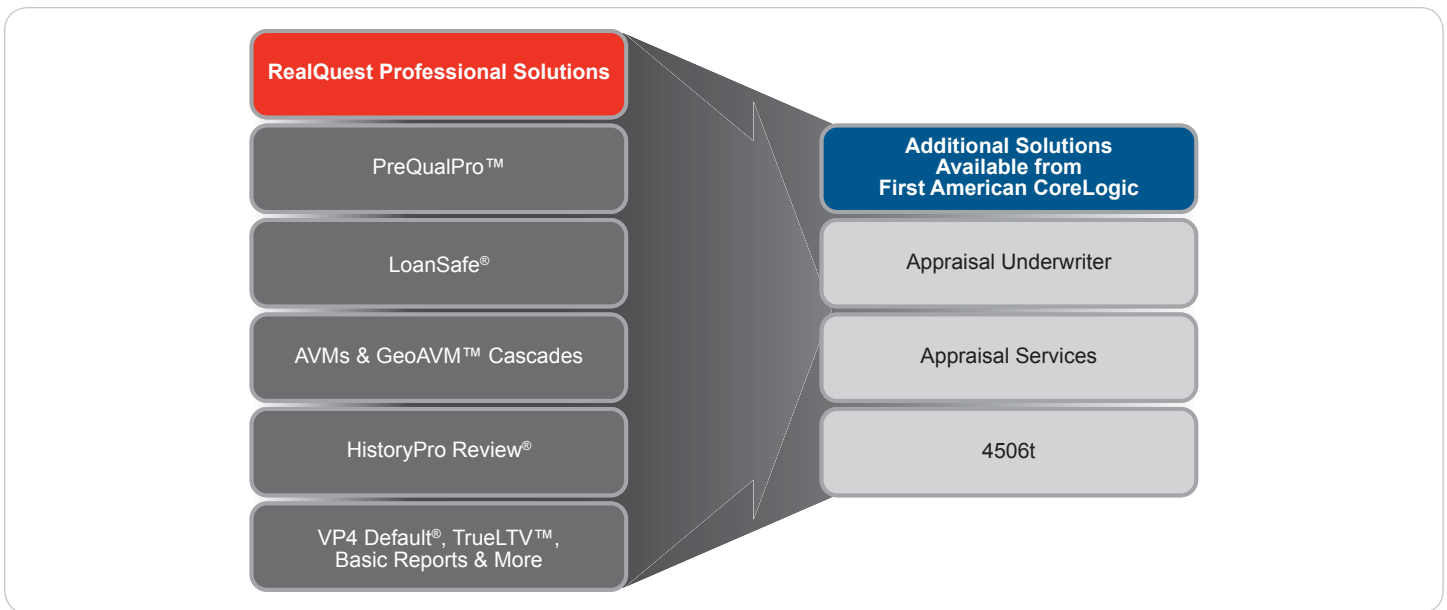 RealQuest Professional Solutions
PreQualPro™
LoanSafe®
AVMs & GeoAVM™ Cascades
HistoryPro Review®
VP4 Default®, TrueLTV™,
Basic Reports & More
Additional Solutions
Available from
First American CoreLogic
Appraisal Underwriter
Appraisal Services
4506t